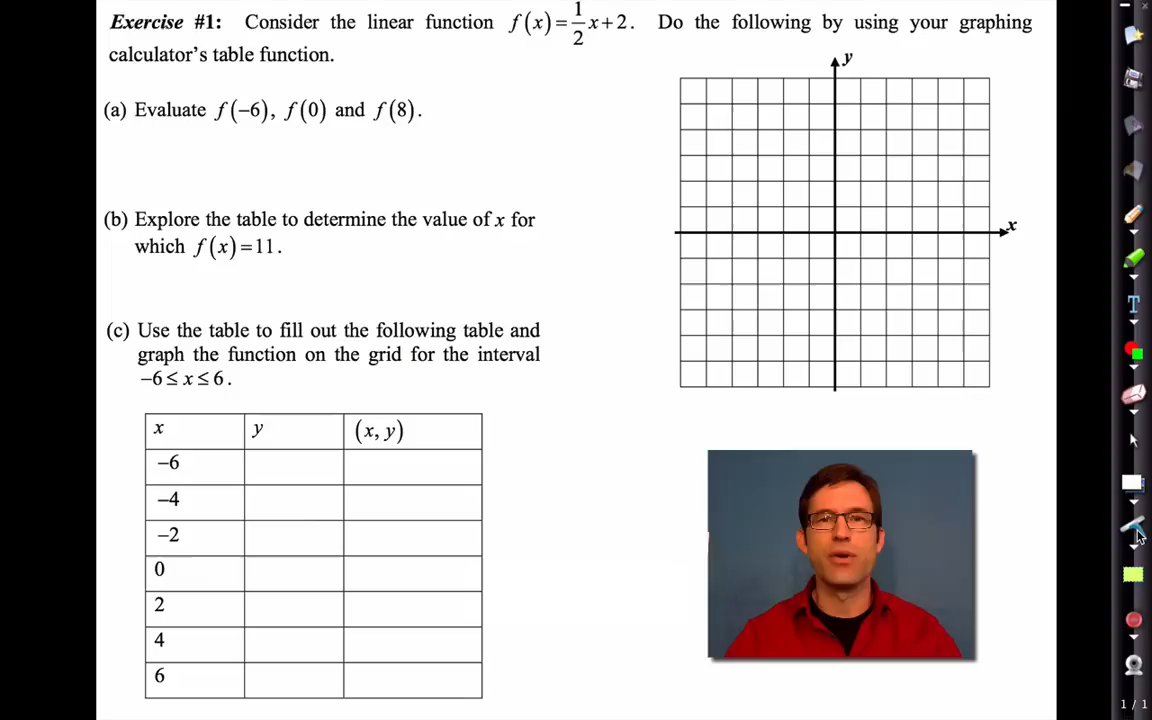 Exercise #1: Consider the linear function f(x)=1/2x+2. Do the following by using your graphing
calculator's table function.
y
(a) Evaluate f(−6), f(0) and f(8).
(b) Explore the table to determine the value of x for
which f(x)=11.
x
(c) Use the table to fill out the following table and
graph the function on the grid for the interval
−6≤x≤6.
x y (x, y)
−6
−4
−2
0
2
4
6
T
1/1